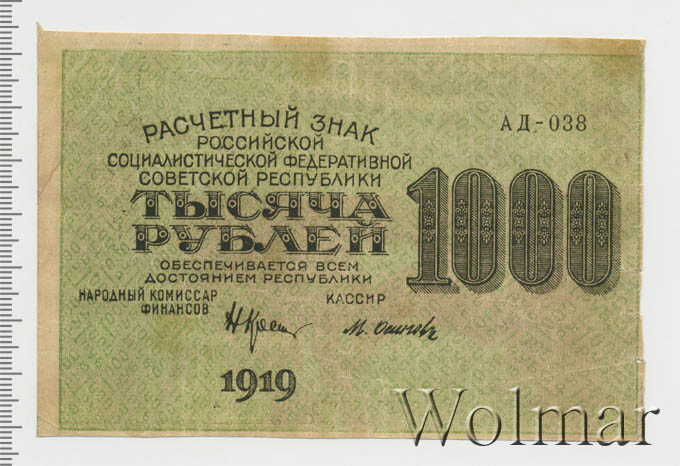 РАСЧЕТНЫЙ ЗНАК
РОССИЙСКОЙ
СОЦИАЛИСТИЧЕСКОЙ ФЕДЕРАТИВНОЙ
СОВЕТСКОЙ РЕСПУБЛИКИ
ТЫСЯЧА
РУБЛЕЙ
ОБЕСПЕЧИВАЕТСЯ ВСЕМ
ДОСТОЯНИЕМ РЕСПУБЛИКИ
АД-038
1000
НАРОДНЫЙ КОМИССАР
ФИНАНСОВ
КАССИР
1919
Wolmar